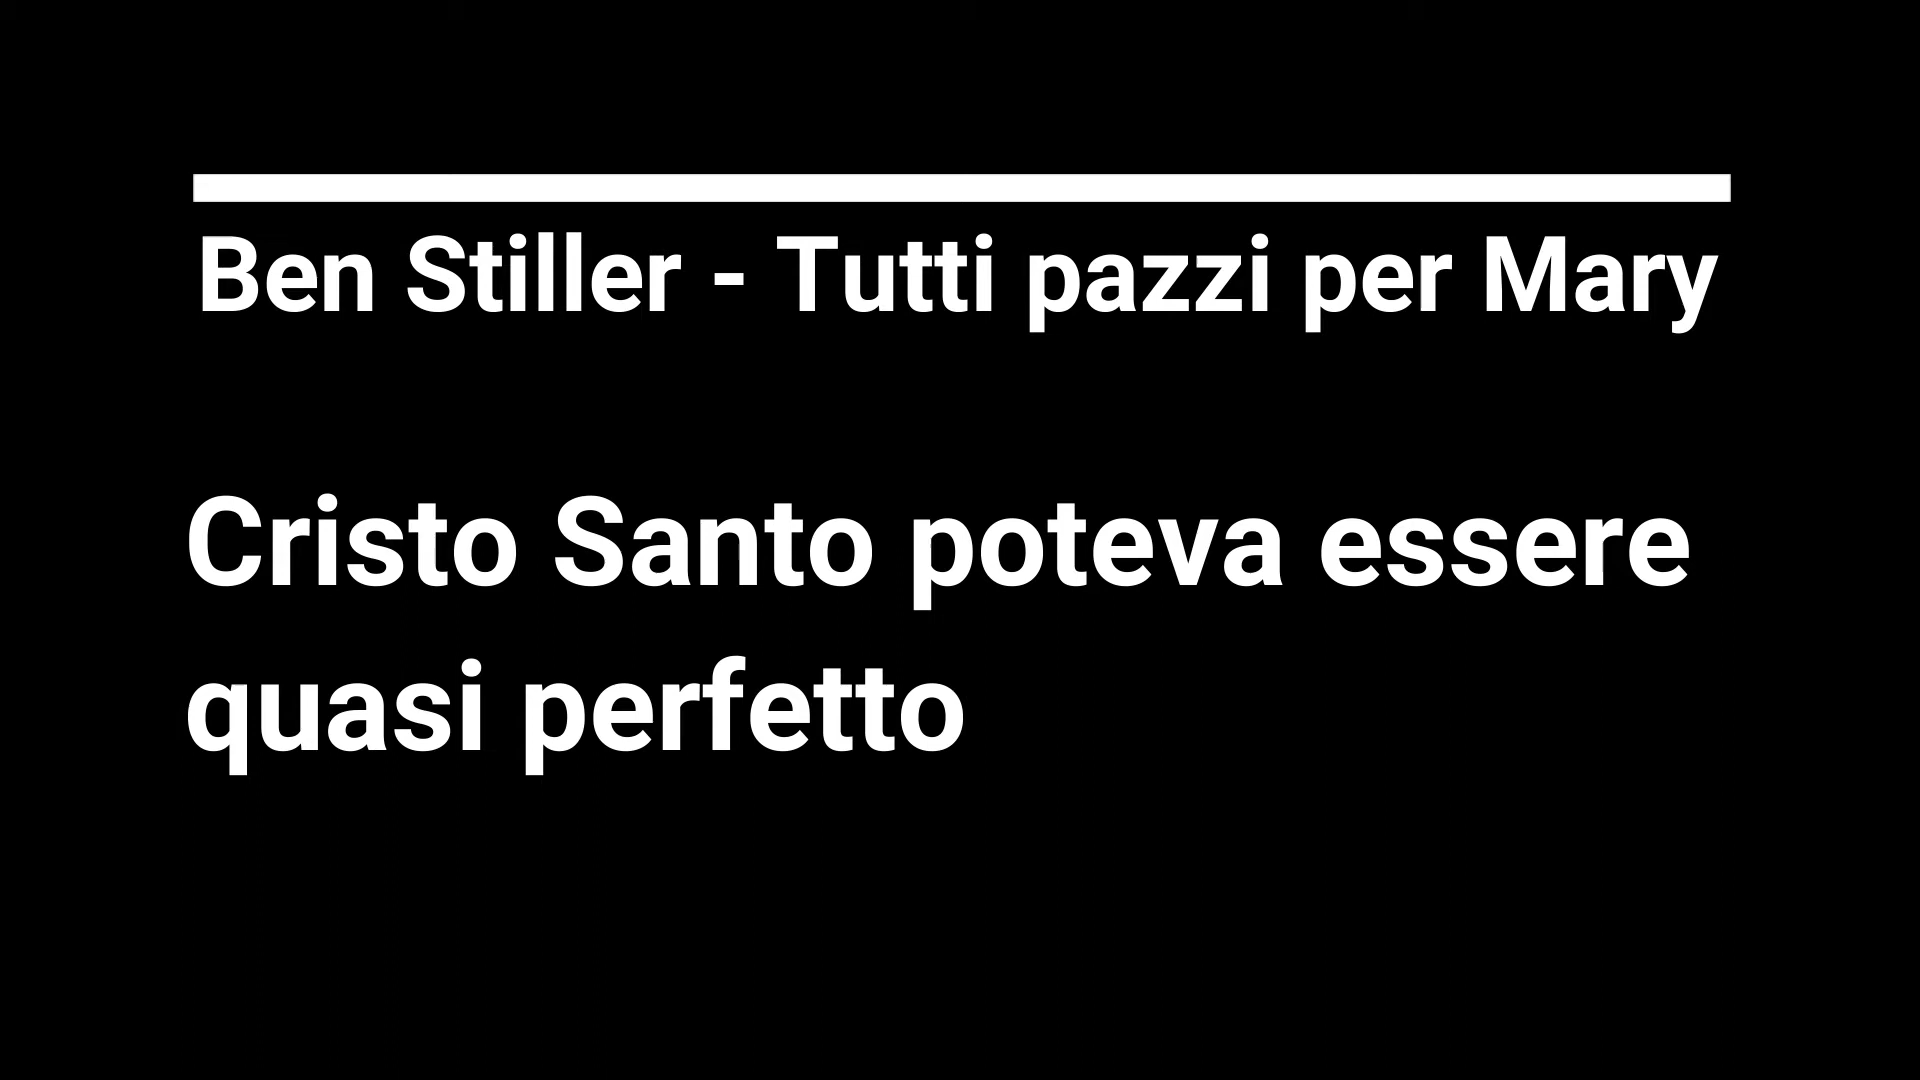 Ben Stiller - Tutti pazzi per Mary
Cristo Santo poteva essere
quasi perfetto